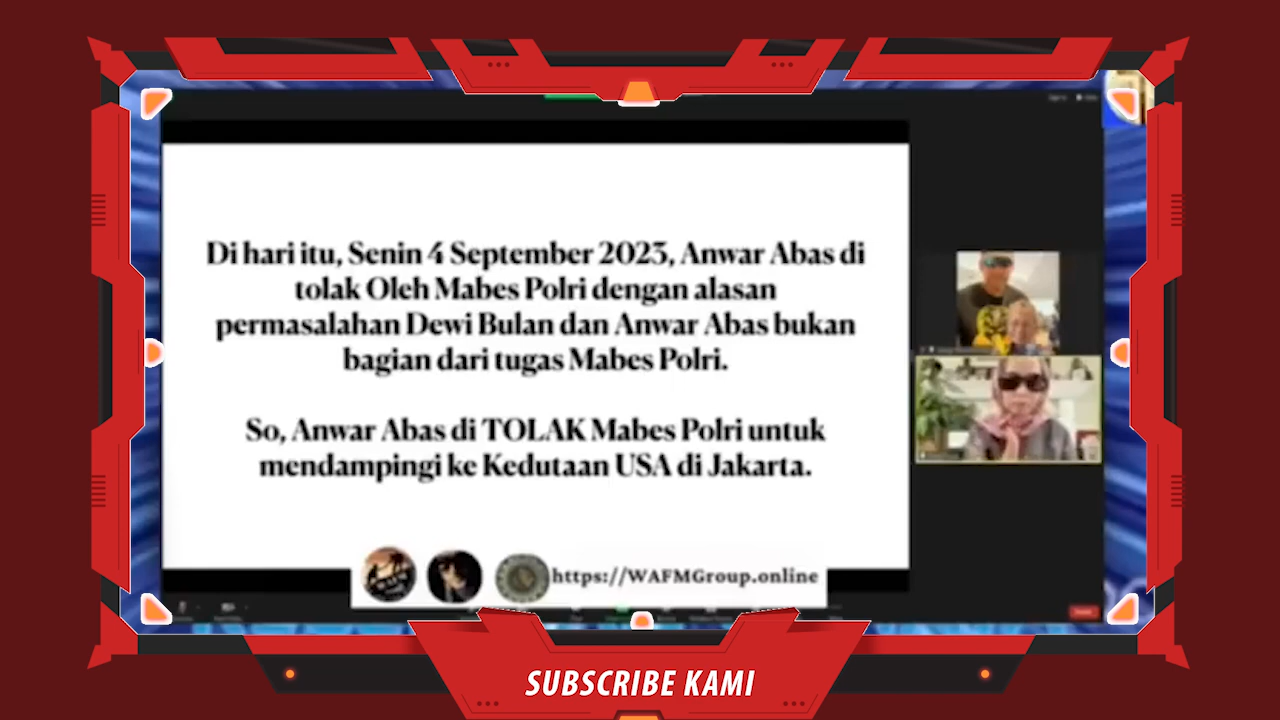 Di hari itu, Senin 4 September 2023, Anwar Abas di
tolak Oleh Mabes Polri dengan alasan
permasalahan Dewi Bulan dan Anwar Abas bukan
bagian dari tugas Mabes Polri.
So, Anwar Abas di TOLAK Mabes Polri untuk
mendampingi ke Kedutaan USA di Jakarta.
https://WAFMGroup.online
SUBSCRIBE KAMI